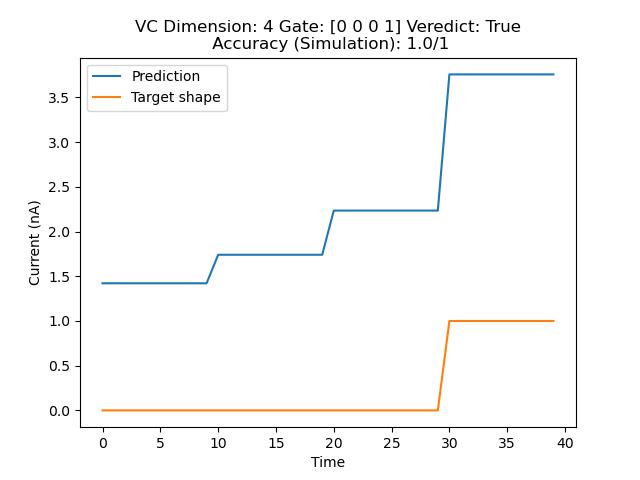 VC Dimension: 4 Gate: [0 0 0 1] Veredict: True
Accuracy (Simulation): 1.0/1
Prediction
Target shape
Current (nA)
3.5
3.0
2.5
2.0
1.5
1.0
0.5
0.0
0 5 10 15 20 25 30 35 40
Time